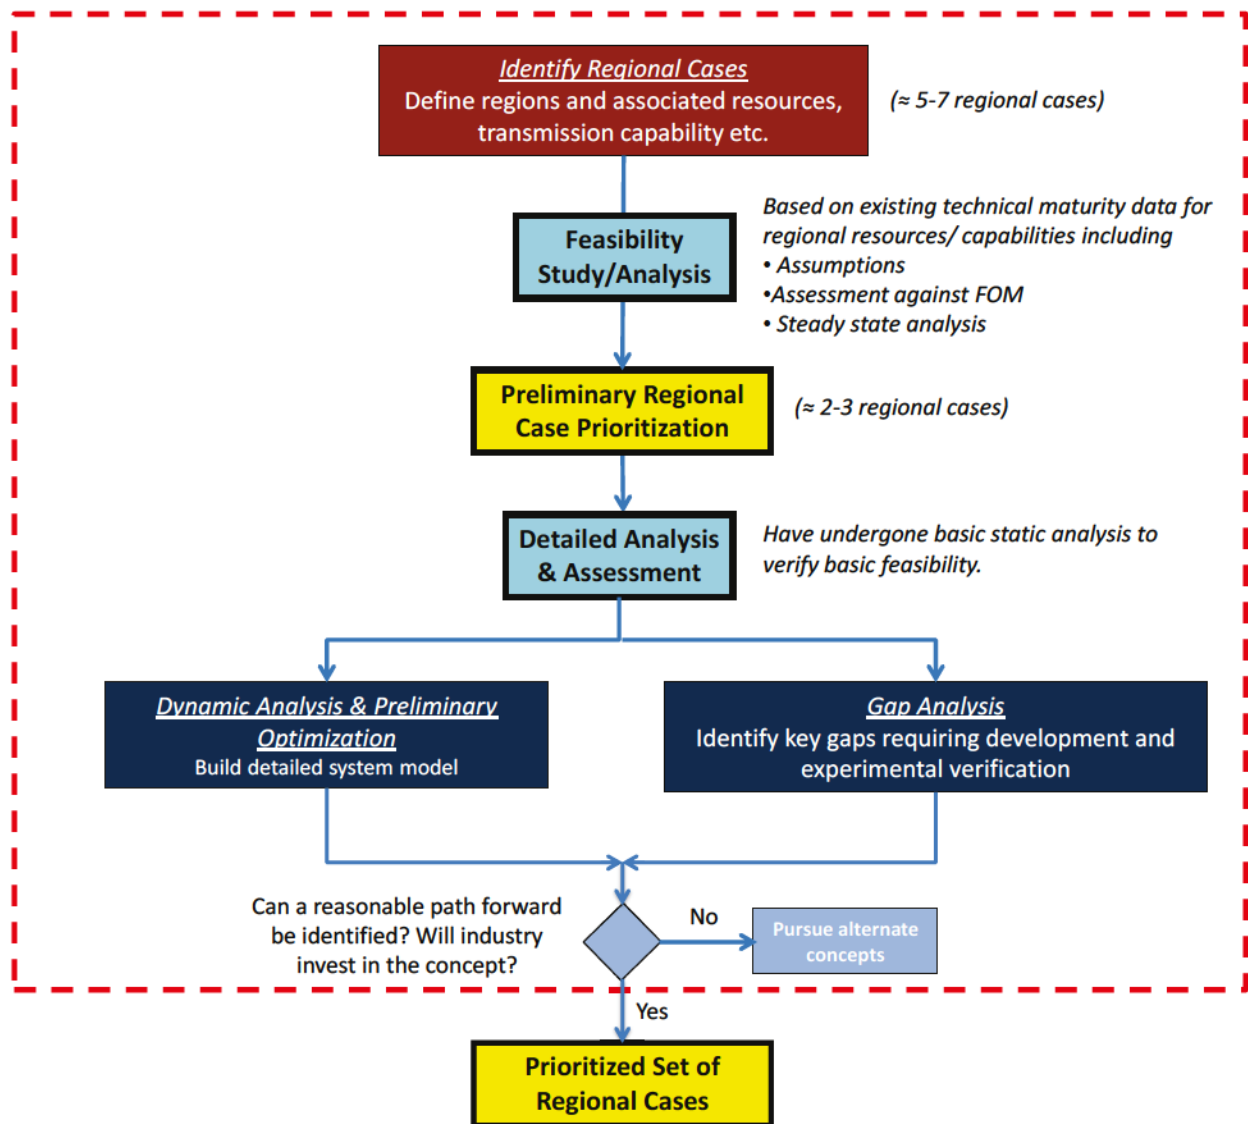 Identify Regional Cases
Define regions and associated resources,
transmission capability etc.
(≈ 5-7 regional cases)
Feasibility
Study/Analysis
Based on existing technical maturity data for
regional resources/ capabilities including
• Assumptions
•Assessment against FOM
• Steady state analysis
Preliminary Regional
Case Prioritization
(≈ 2-3 regional cases)
Detailed Analysis
& Assessment
Have undergone basic static analysis to
verify basic feasibility.
Dynamic Analysis & Preliminary
Optimization
Build detailed system model
Gap Analysis
Identify key gaps requiring development and
experimental verification
Can a reasonable path forward
be identified? Will industry
invest in the concept?
No
Pursue alternate
concepts
Yes
Prioritized Set of
Regional Cases